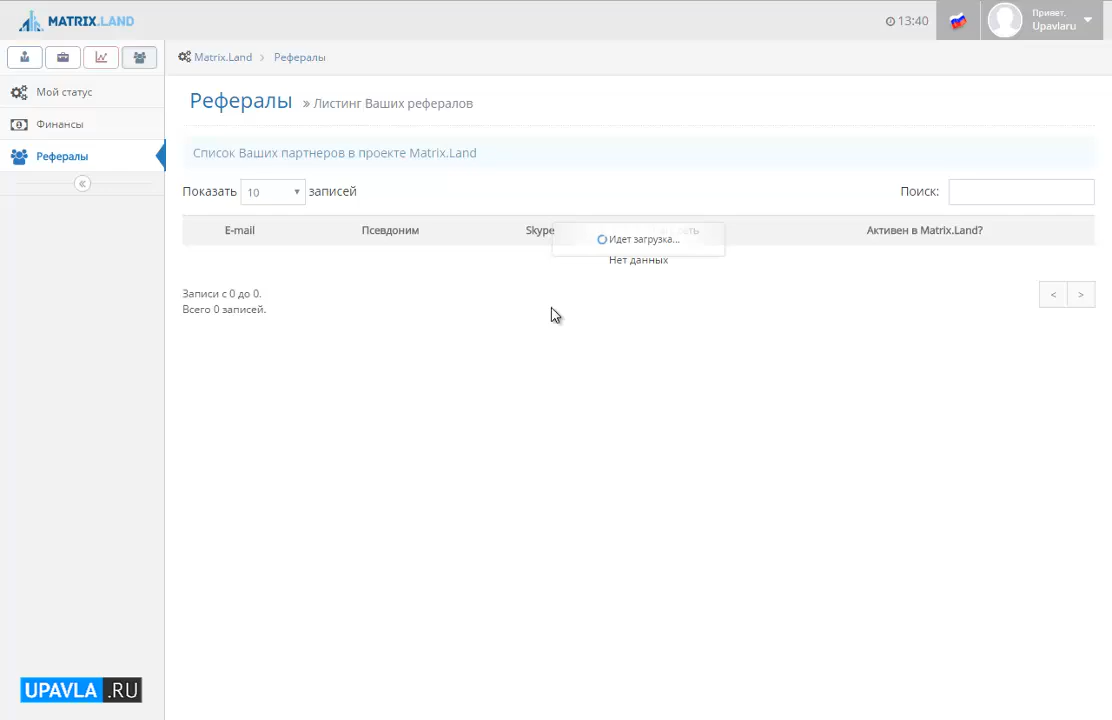 MATRIX.LAND
13:40
Привет, Upavlaru
Matrix.Land > Рефералы
Мой статус
Финансы
Рефералы
Рефералы » Листинг Ваших рефералов
Список Ваших партнеров в проекте Matrix.Land
Показать 10 записей
Поиск:
E-mail Псевдоним Skype Активен в Matrix.Land?
Идет загрузка...
Нет данных
Записи с 0 до 0.
Всего 0 записей.
< >
UPAVLA.RU